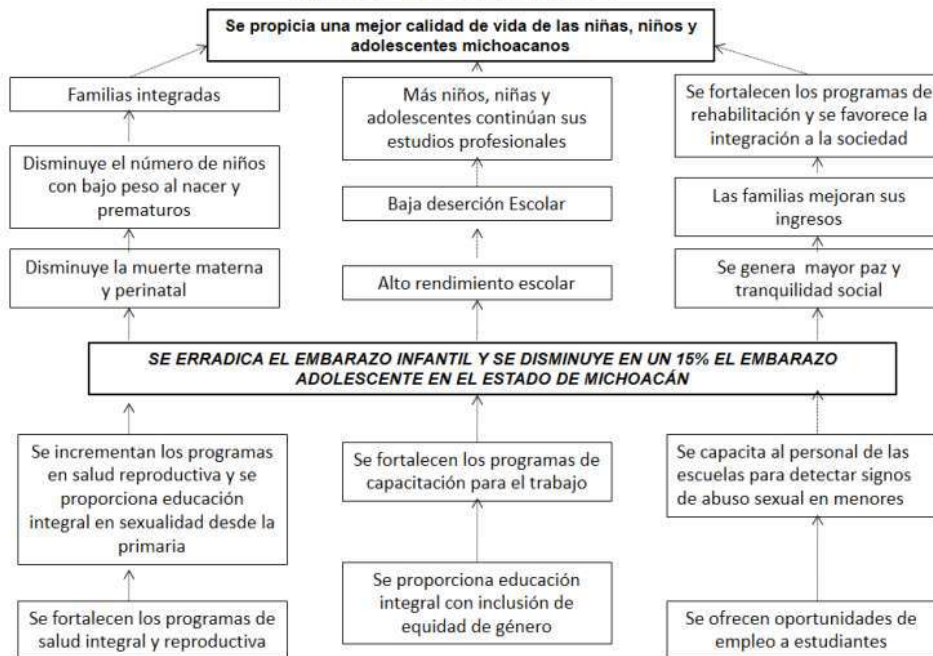 Se propicia una mejor calidad de vida de las niñas, niños y
adolescentes michoacanos
Familias integradas
Más niños, niñas y
adolescentes continúan sus
estudios profesionales
Se fortalecen los programas de
rehabilitación y se favorece la
integración a la sociedad
Disminuye el número de niños
con bajo peso al nacer y
prematuros
Baja deserción Escolar
Las familias mejoran sus
ingresos
Disminuye la muerte materna
y perinatal
Alto rendimiento escolar
Se genera mayor paz y
tranquilidad social
SE ERRADICA EL EMBARAZO INFANTIL Y SE DISMINUYE EN UN 15% EL EMBARAZO
ADOLESCENTE EN EL ESTADO DE MICHOACÁN
Se incrementan los programas
en salud reproductiva y se
proporciona educación
integral en sexualidad desde la
primaria
Se fortalecen los programas de
capacitación para el trabajo
Se capacita al personal de las
escuelas para detectar signos
de abuso sexual en menores
Se fortalecen los programas de
salud integral y reproductiva
Se proporciona educación
integral con inclusión de
equidad de género
Se ofrecen oportunidades de
empleo a estudiantes